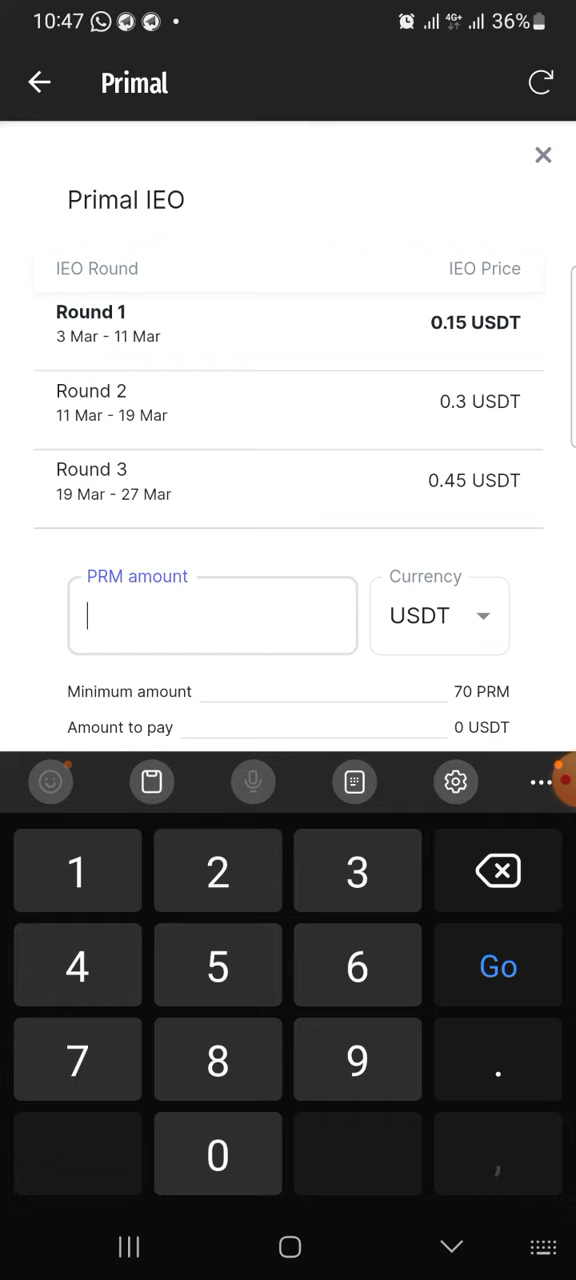 10:47
4G+ 36%
Primal
Primal IEO
IEO Round IEO Price
Round 1
0.15 USDT
3 Mar - 11 Mar
Round 2
0.3 USDT
11 Mar - 19 Mar
Round 3
0.45 USDT
19 Mar - 27 Mar
PRM amount Currency
USDT
Minimum amount 70 PRM
Amount to pay 0 USDT
1 2 3
4 5 6 Go
7 8 9 .
0 ,